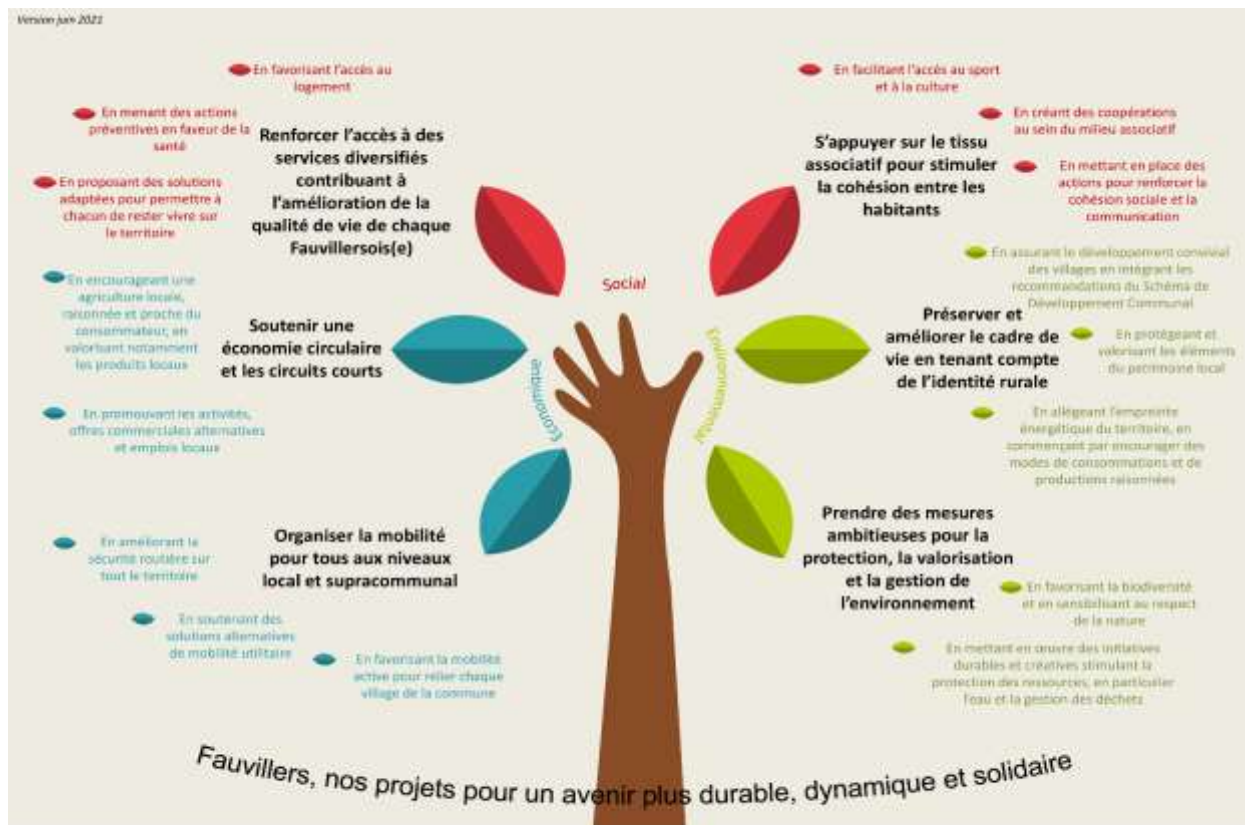 Version juin 2021
En favorisant l'accès au
logement
En menant des actions
préventives en faveur de la
santé
En proposant des solutions
adaptées pour permettre à
chacun de rester vivre sur
le territoire
Renforcer l'accès à des
services diversifiés
contribuant à
l'amélioration de la
qualité de vie de chaque
Fauvillersois(e)
En facilitant l'accès au sport
et à la culture
En créant des coopérations
au sein du milieu associatif
En mettant en place des
actions pour renforcer la
cohésion sociale et la
communication
S'appuyer sur le tissu
associatif pour stimuler
la cohésion entre les
habitants
Social
En encourageant une
agriculture locale,
raisonnée et proche du
consommateur, en
valorisant notamment
les produits locaux
En promouvant les activités,
offres commerciales alternatives
et emplois locaux
Soutenir une
économie circulaire
et les circuits courts
Economique
Environnemental
En assurant le développement convivial
des villages en intégrant les
recommandations du Schéma de
Développement Communal
Préserver et
améliorer le cadre de
vie en tenant compte
de l'identité rurale
En protégeant et
valorisant les éléments
du patrimoine local
En allégeant l'empreinte
énergétique du territoire, en
commençant par encourager des
modes de consommations et de
productions raisonnées
Organiser la mobilité
pour tous aux niveaux
local et supracommunal
En améliorant la
sécurité routière sur
tout le territoire
En soutenant des
solutions alternatives
de mobilité utilitaire
En favorisant la mobilité
active pour relier chaque
village de la commune
Prendre des mesures
ambitieuses pour la
protection, la valorisation
et la gestion de
l'environnement
En favorisant la biodiversité
et en sensibilisant au respect
de la nature
En mettant en œuvre des initiatives
durables et créatives stimulant la
protection des ressources, en particulier
l'eau et la gestion des déchets
Fauvillers, nos projets pour un avenir plus durable, dynamique et solidaire